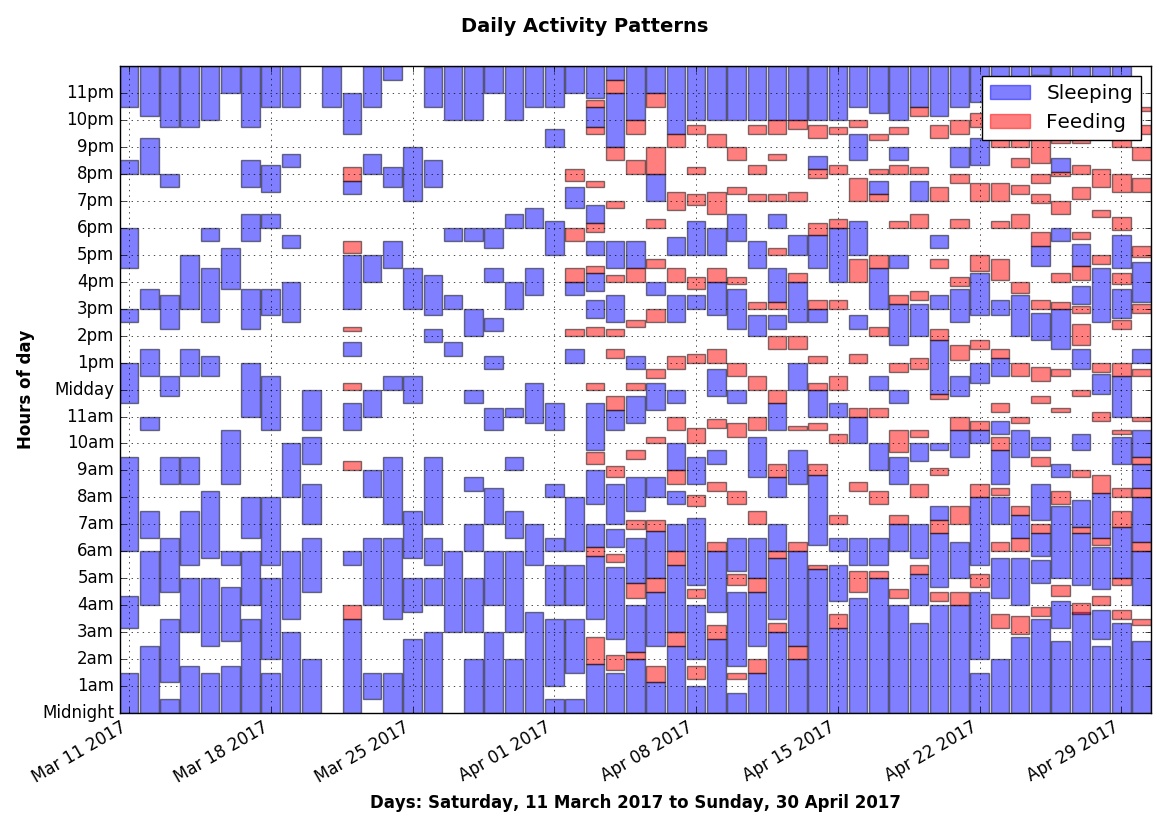 Daily Activity Patterns
Sleeping
Feeding
Hours of day
11pm
10pm
9pm
8pm
7pm
6pm
5pm
4pm
3pm
2pm
1pm
Midday
11am
10am
9am
8am
7am
6am
5am
4am
3am
2am
1am
Midnight
Mar 11 2017
Mar 18 2017
Mar 25 2017
Apr 01 2017
Apr 08 2017
Apr 15 2017
Apr 22 2017
Apr 29 2017
Days: Saturday, 11 March 2017 to Sunday, 30 April 2017